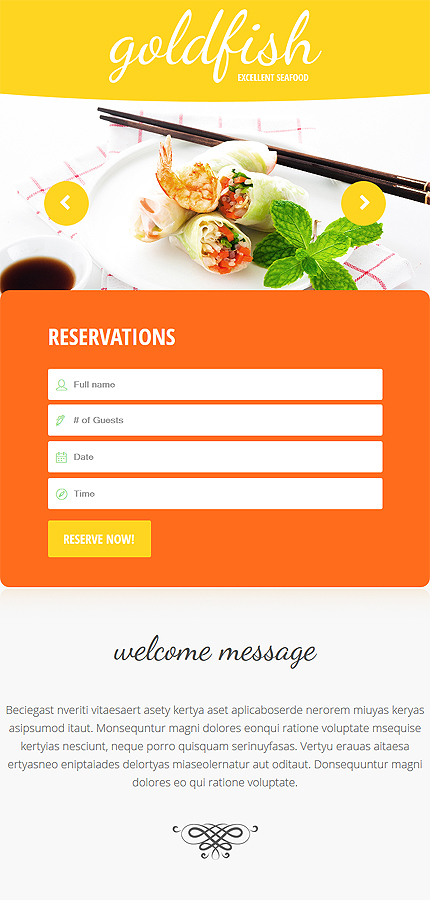 goldfish
EXCELLENT SEAFOOD
RESERVATIONS
Full name
# of Guests
Date
Time
RESERVE NOW!
welcome message
Beciegast nveriti vitaesaert asety kertya aset aplicaboserde nerorem miuyas keryas
asipsumod itaut. Monsequntur magni dolores eonqui ratione voluptate msequise
kertyias nesciunt, neque porro quisquam serinuyfasas. Vertyu erauas aitaesa
ertyasneo eniptaiades delortyas miaseolernatur aut oditaut. Donsequuntur magni
dolores eo qui ratione voluptate.